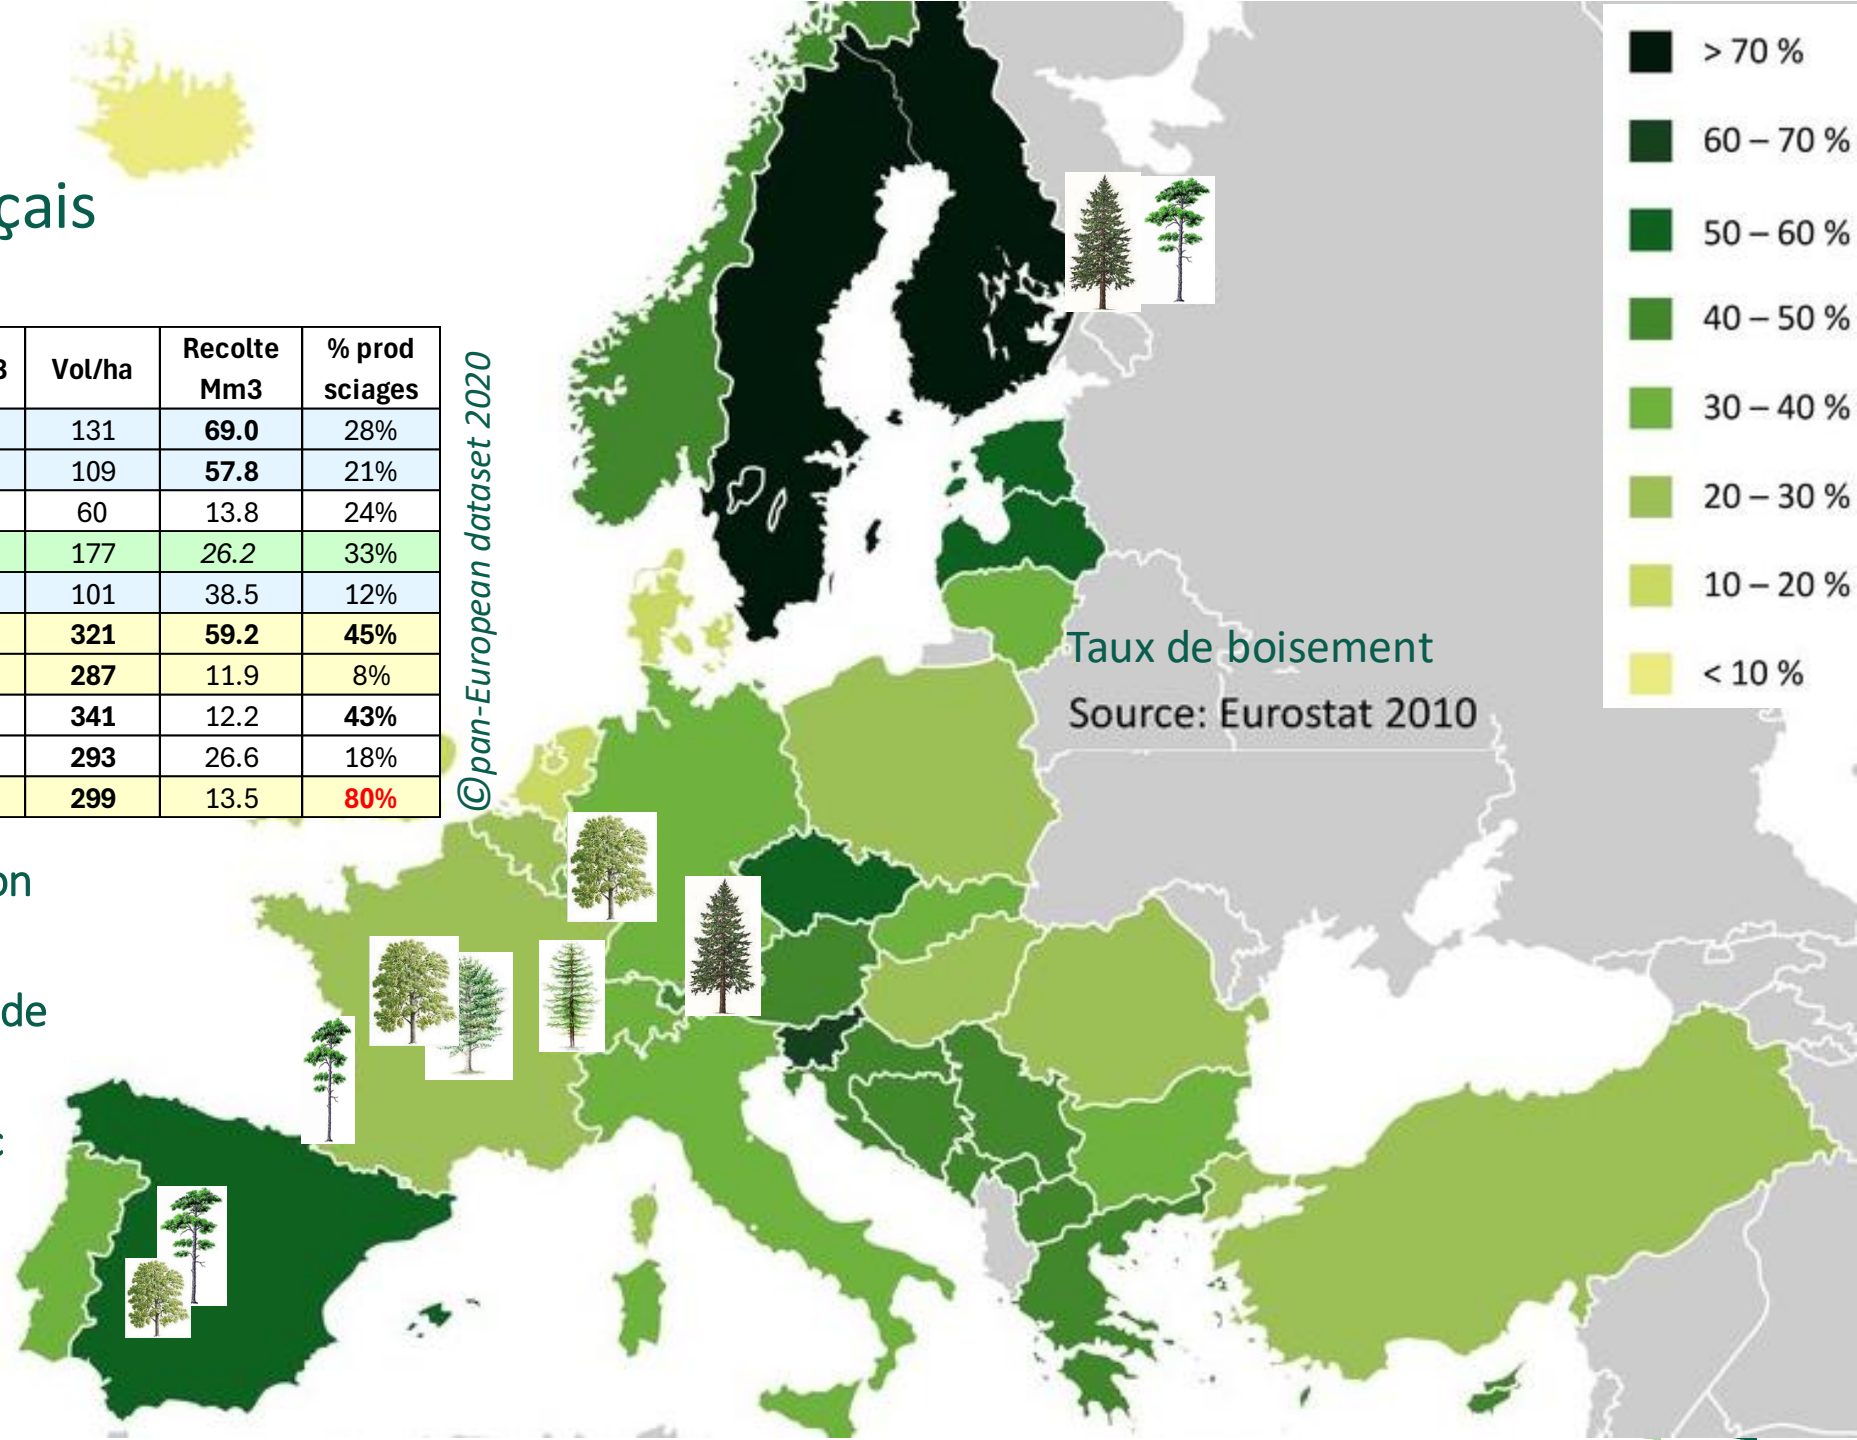 çais
3 Vol/ha Recolte Mm3 % prod sciages
131 69.0 28%
109 57.8 21%
60 13.8 24%
177 26.2 33%
101 38.5 12%
321 59.2 45%
287 11.9 8%
341 12.2 43%
293 26.6 18%
299 13.5 80%
©pan-European dataset 2020
on
de
Taux de boisement
Source: Eurostat 2010
> 70 %
60 – 70 %
50 – 60 %
40 – 50 %
30 – 40 %
20 – 30 %
10 – 20 %
< 10 %